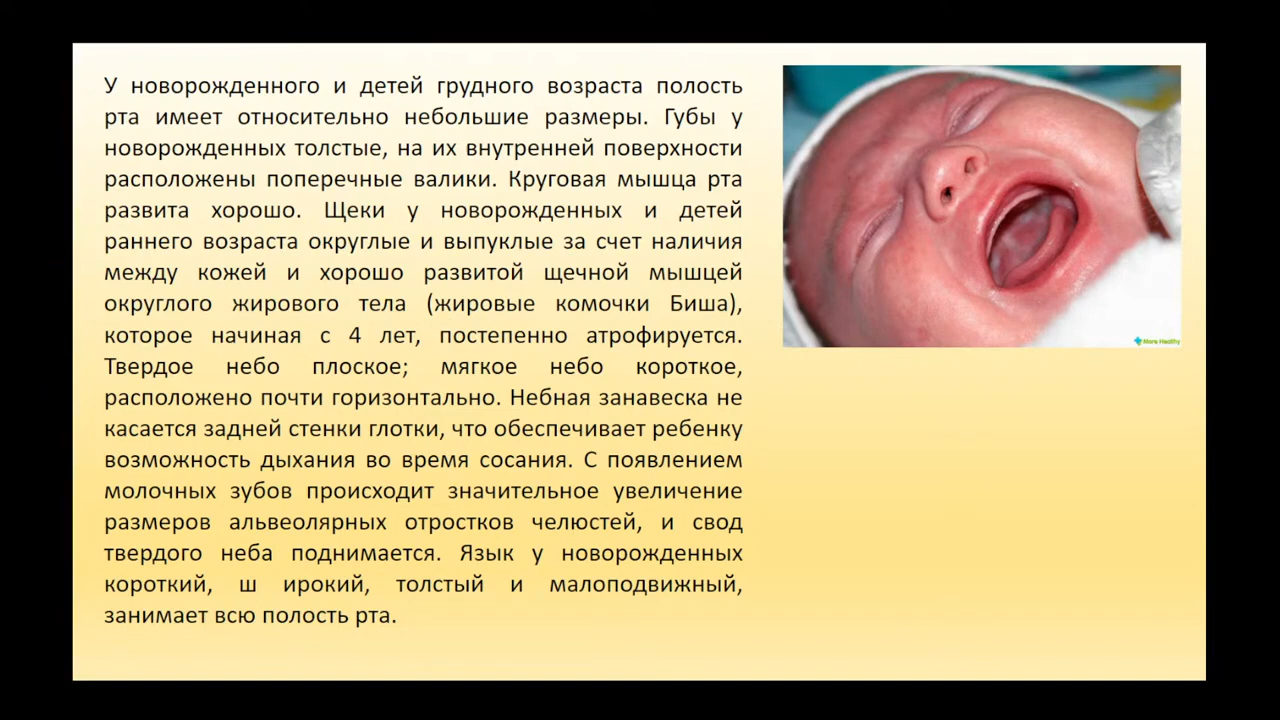 У новорожденного и детей грудного возраста полость
рта имеет относительно небольшие размеры. Губы у
новорожденных толстые, на их внутренней поверхности
расположены поперечные валики. Круговая мышца рта
развита хорошо. Щеки у новорожденных и детей
раннего возраста округлые и выпуклые за счет наличия
между кожей и хорошо развитой щечной мышцей
округлого жирового тела (жировые комочки Биша),
которое начиная с 4 лет, постепенно атрофируется.
Твердое небо плоское; мягкое небо короткое,
расположено почти горизонтально. Небная занавеска не
касается задней стенки глотки, что обеспечивает ребенку
возможность дыхания во время сосания. С появлением
молочных зубов происходит значительное увеличение
размеров альвеолярных отростков челюстей, и свод
твердого неба поднимается. Язык у новорожденных
короткий, ш ирокий, толстый и малоподвижный,
занимает всю полость рта.
More Healthy